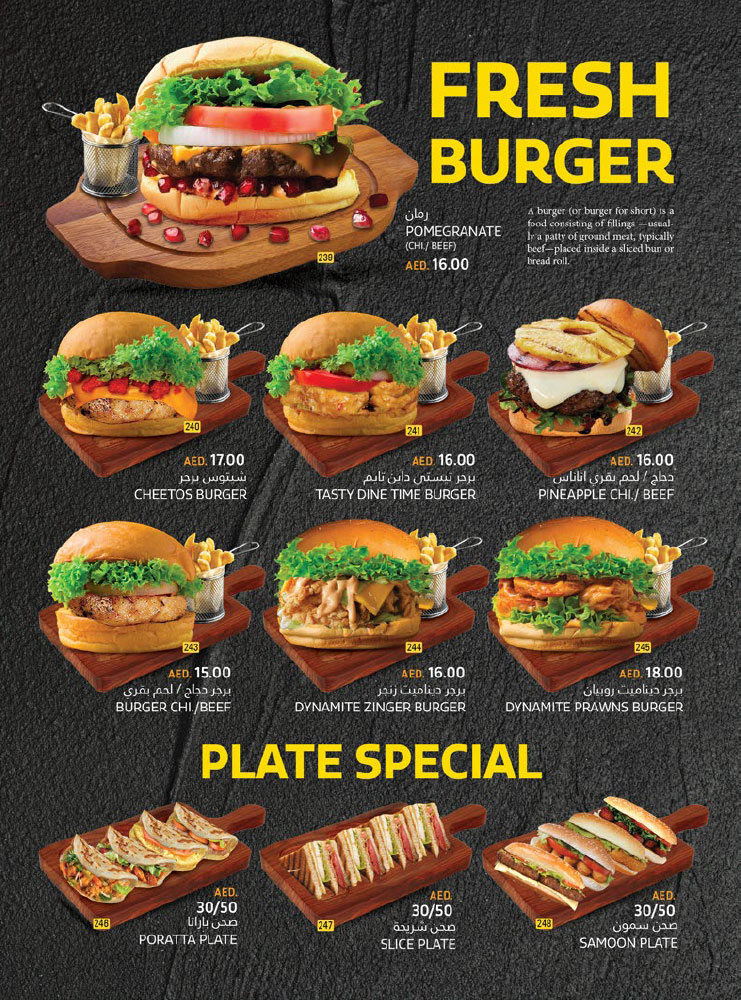 FRESH
BURGER
رمان
POMEGRANATE
(CHI./ BEEF)
AED. 16.00
A burger (or burger for short) is a
food consisting of fillings —usual-
ly a patty of ground meat, typically
beef—placed inside a sliced bun or
bread roll.
239
240
AED. 17.00
شيتوس برجر
CHEETOS BURGER
241
AED. 16.00
برجر تيستي داين تايم
TASTY DINE TIME BURGER
242
AED. 16.00
دجاج / لحم بقري اناناس
PINEAPPLE CHI./ BEEF
243
AED. 15.00
برجر دجاج / لحم بقري
BURGER CHI./BEEF
244
AED. 16.00
برجر ديناميت زنجر
DYNAMITE ZINGER BURGER
245
AED. 18.00
برجر ديناميت روبيان
DYNAMITE PRAWNS BURGER
PLATE SPECIAL
246
AED.
30/50
صحن باراتا
PORATTA PLATE
247
AED.
30/50
صحن شريحة
SLICE PLATE
248
AED.
30/50
صحن سمون
SAMOON PLATE